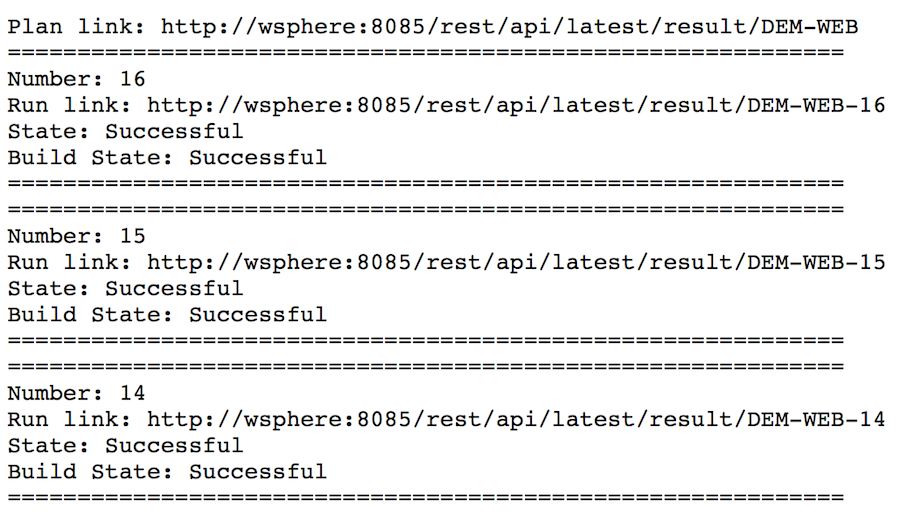 Plan link: http://wsphere:8085/rest/api/latest/result/DEM-WEB
============================================================
Number: 16
Run link: http://wsphere:8085/rest/api/latest/result/DEM-WEB-16
State: Successful
Build State: Successful
============================================================
============================================================
Number: 15
Run link: http://wsphere:8085/rest/api/latest/result/DEM-WEB-15
State: Successful
Build State: Successful
============================================================
============================================================
Number: 14
Run link: http://wsphere:8085/rest/api/latest/result/DEM-WEB-14
State: Successful
Build State: Successful
============================================================